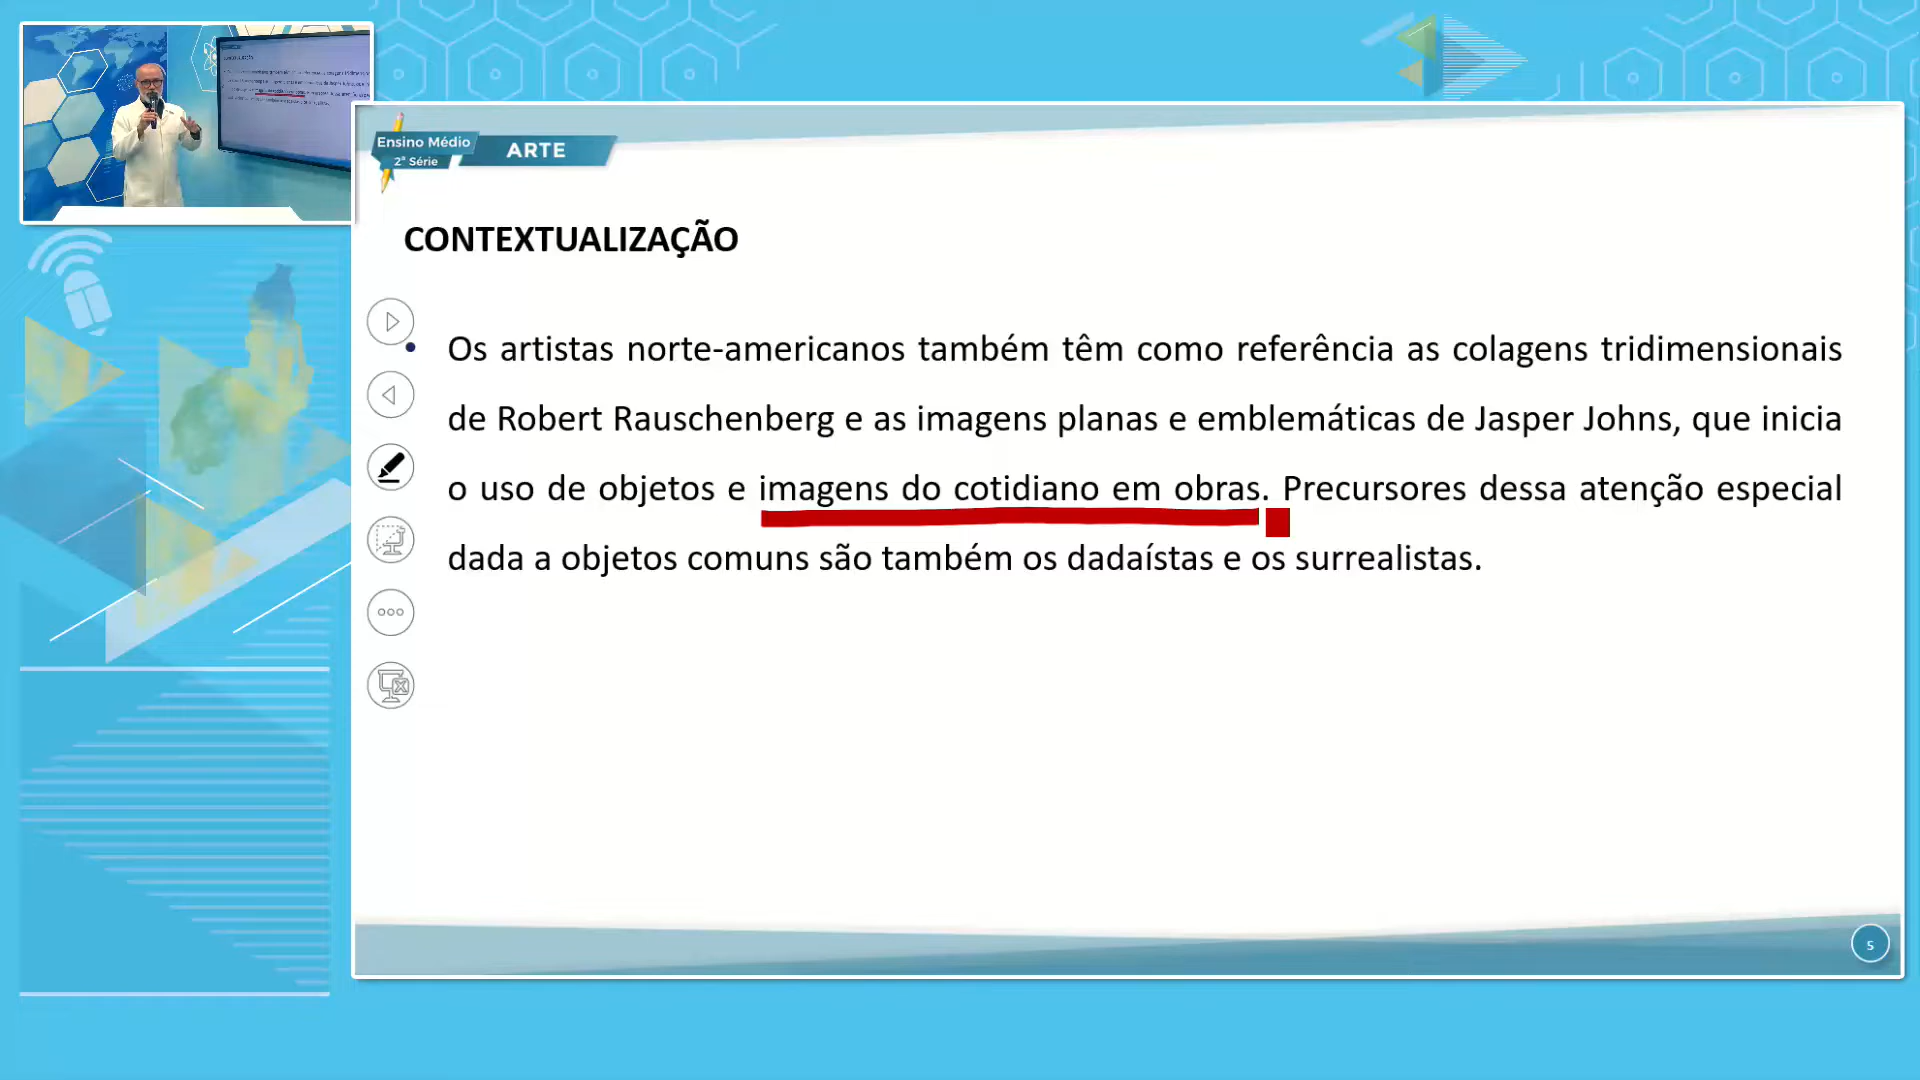 Ensino Médio
2ª Série
ARTE
CONTEXTUALIZAÇÃO
• Os artistas norte-americanos também têm como referência as colagens tridimensionais
de Robert Rauschenberg e as imagens planas e emblemáticas de Jasper Johns, que inicia
o uso de objetos e imagens do cotidiano em obras. Precursores dessa atenção especial
dada a objetos comuns são também os dadaístas e os surrealistas.
5